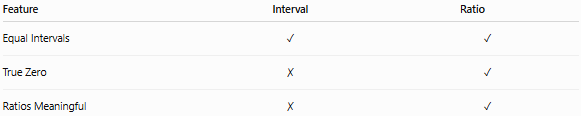 Feature Interval Ratio
Equal Intervals ✓ ✓
True Zero ✗ ✓
Ratios Meaningful ✗ ✓